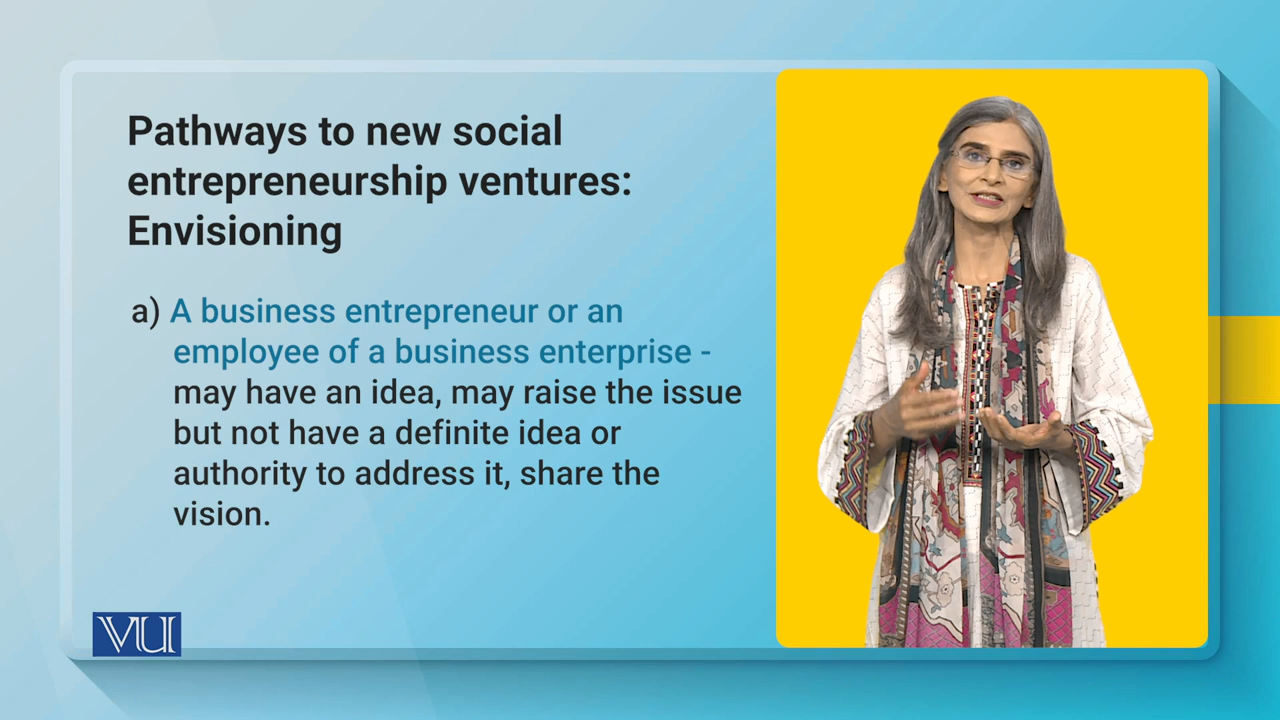 Pathways to new social
entrepreneurship ventures:
Envisioning
a) A business entrepreneur or an
employee of a business enterprise -
may have an idea, may raise the issue
but not have a definite idea or
authority to address it, share the
vision.
VU